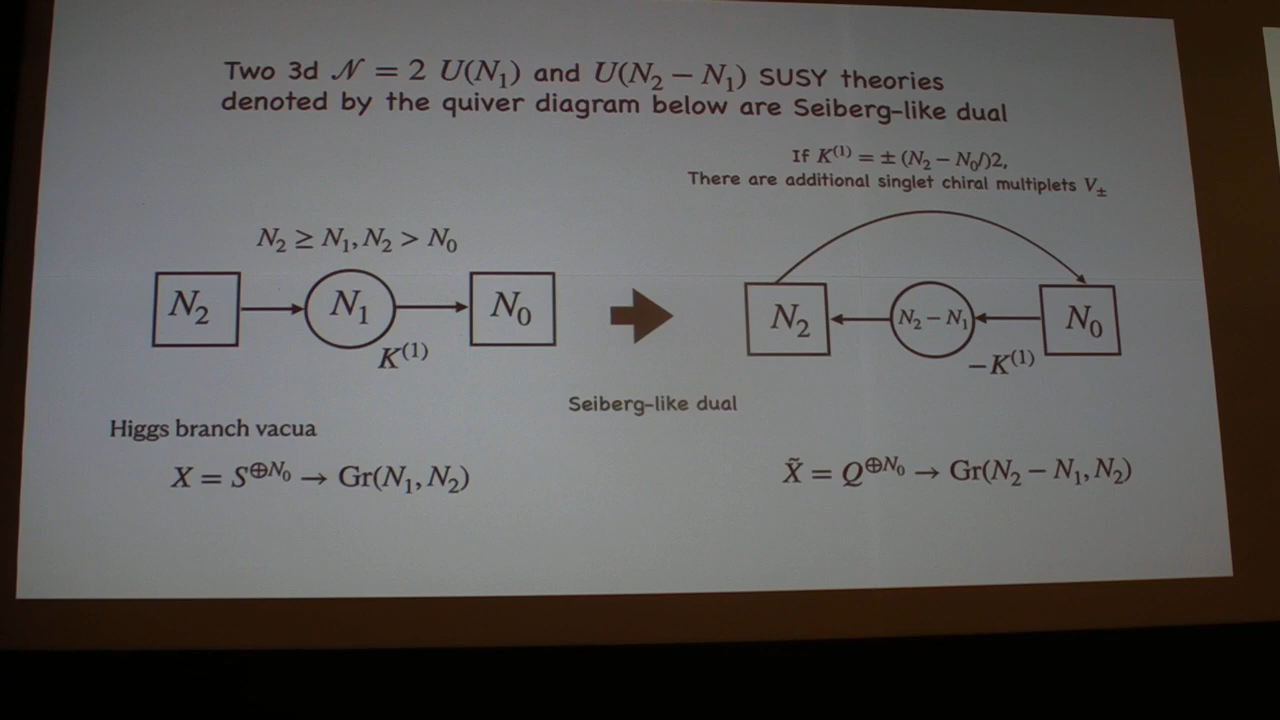 Two 3d 𝒩 = 2 U(N₁) and U(N₂ − N₁) SUSY theories
denoted by the quiver diagram below are Seiberg-like dual
If K⁽¹⁾ = ± (N₂ − N₀/)2,
There are additional singlet chiral multiplets V±
N₂ ≥ N₁, N₂ > N₀
N₂ N₁ N₀ N₂ N₂ − N₁ N₀
K⁽¹⁾ −K⁽¹⁾
Seiberg-like dual
Higgs branch vacua
X = S^{⊕N₀} → Gr(N₁, N₂) X̃ = Q^{⊕N₀} → Gr(N₂ − N₁, N₂)